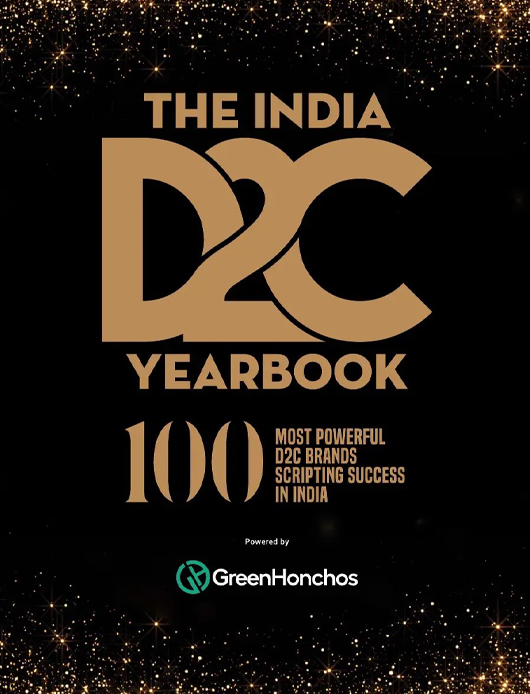 THE INDIA
D2C
YEARBOOK
100
MOST POWERFUL
D2C BRANDS
SCRIPTING SUCCESS
IN INDIA
Powered by
GreenHonchos